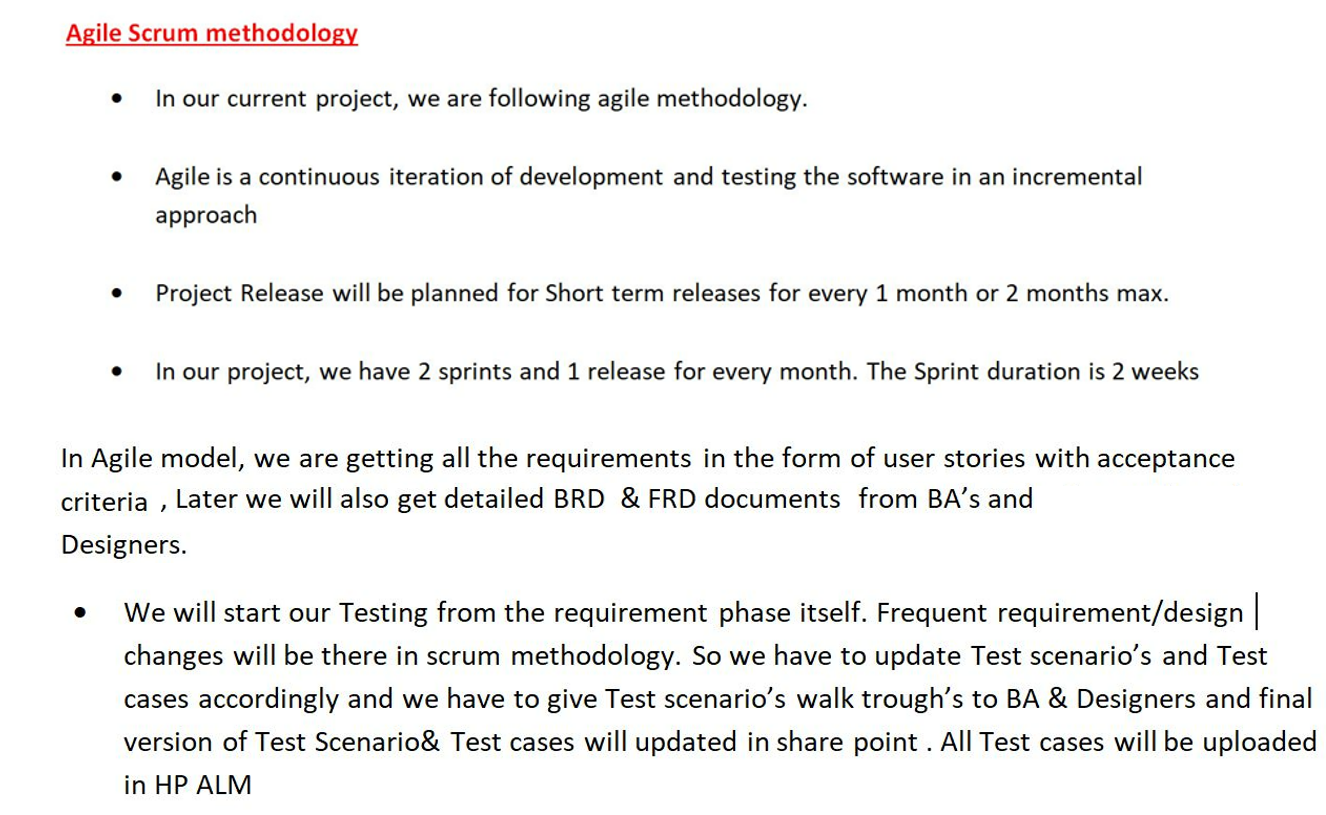 Agile Scrum methodology
• In our current project, we are following agile methodology.
• Agile is a continuous iteration of development and testing the software in an incremental
approach
• Project Release will be planned for Short term releases for every 1 month or 2 months max.
• In our project, we have 2 sprints and 1 release for every month. The Sprint duration is 2 weeks
In Agile model, we are getting all the requirements in the form of user stories with acceptance
criteria , Later we will also get detailed BRD & FRD documents from BA’s and
Designers.
• We will start our Testing from the requirement phase itself. Frequent requirement/design
changes will be there in scrum methodology. So we have to update Test scenario’s and Test
cases accordingly and we have to give Test scenario’s walk trough’s to BA & Designers and final
version of Test Scenario& Test cases will updated in share point . All Test cases will be uploaded
in HP ALM